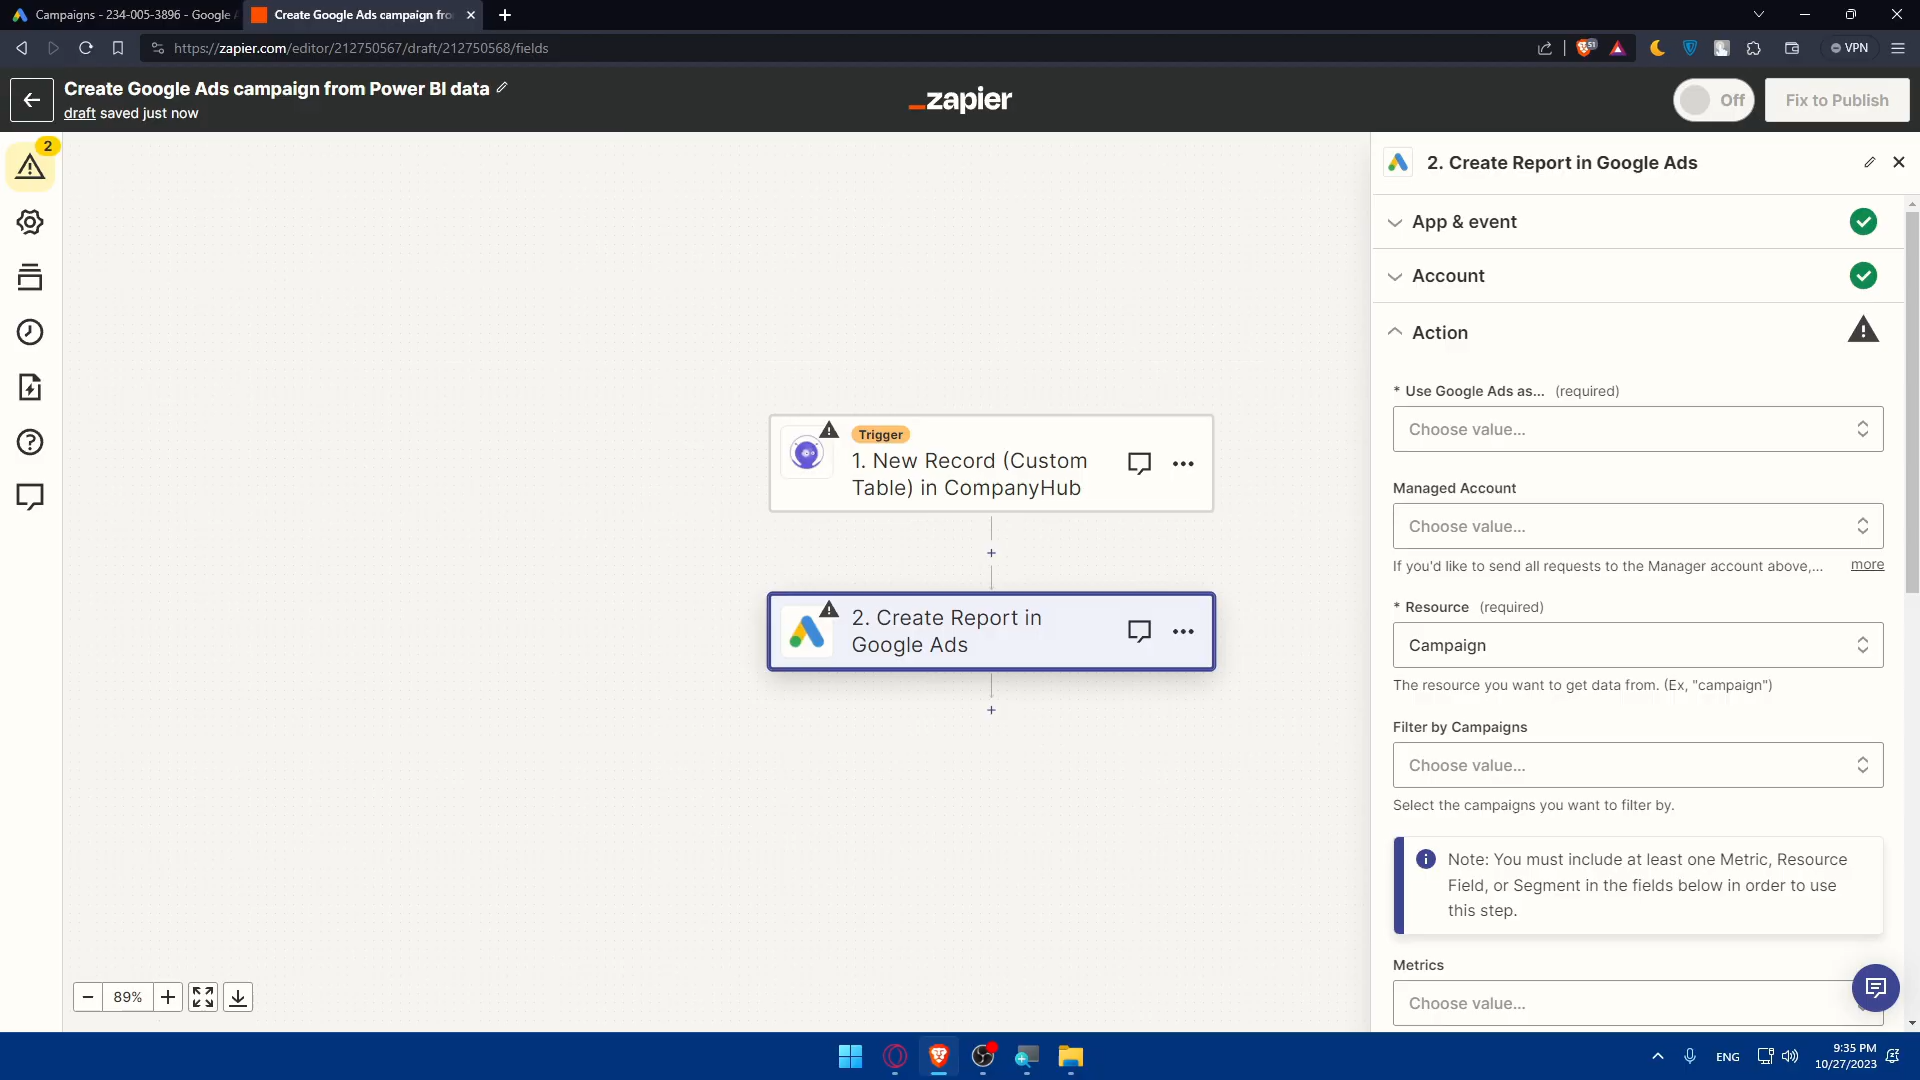 Campaigns - 234-005-3896 - Google
Create Google Ads campaign fro
https://zapier.com/editor/212750567/draft/212750568/fields
51
VPN
Create Google Ads campaign from Power BI data
draft saved just now
_zapier
Off
Fix to Publish
2
2. Create Report in Google Ads
App & event
Account
Action
* Use Google Ads as... (required)
Choose value...
Managed Account
Choose value...
If you'd like to send all requests to the Manager account above,... more
* Resource (required)
Campaign
The resource you want to get data from. (Ex, "campaign")
Filter by Campaigns
Choose value...
Select the campaigns you want to filter by.
Note: You must include at least one Metric, Resource
Field, or Segment in the fields below in order to use
this step.
Metrics
Choose value...
Trigger
1. New Record (Custom
Table) in CompanyHub
2. Create Report in
Google Ads
89%
ENG
9:35 PM
10/27/2023